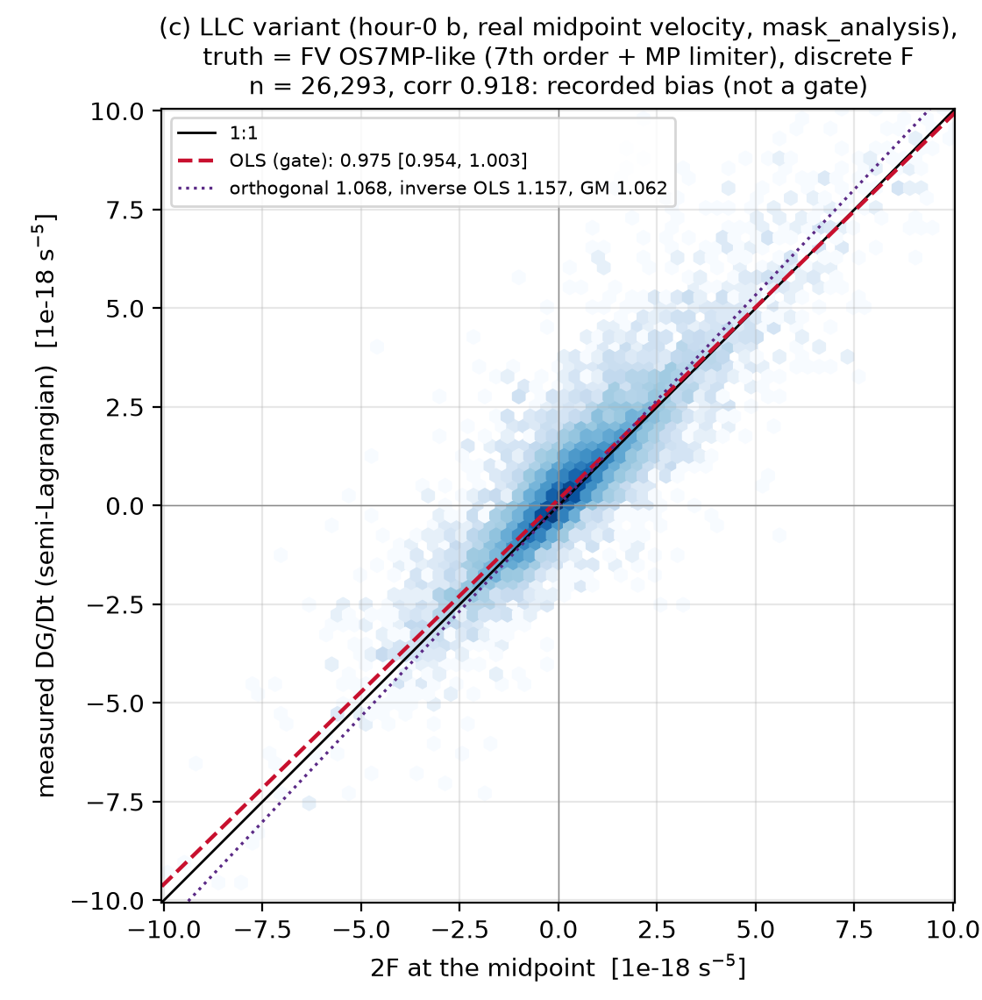 (c) LLC variant (hour-0 b, real midpoint velocity, mask_analysis),
truth = FV OS7MP-like (7th order + MP limiter), discrete F
n = 26,293, corr 0.918: recorded bias (not a gate)
1:1
OLS (gate): 0.975 [0.954, 1.003]
orthogonal 1.068, inverse OLS 1.157, GM 1.062
measured DG/Dt (semi-Lagrangian)  [1e-18 s⁻⁵]
10.0
7.5
5.0
2.5
0.0
−2.5
−5.0
−7.5
−10.0
−10.0 −7.5 −5.0 −2.5 0.0 2.5 5.0 7.5 10.0
2F at the midpoint  [1e-18 s⁻⁵]